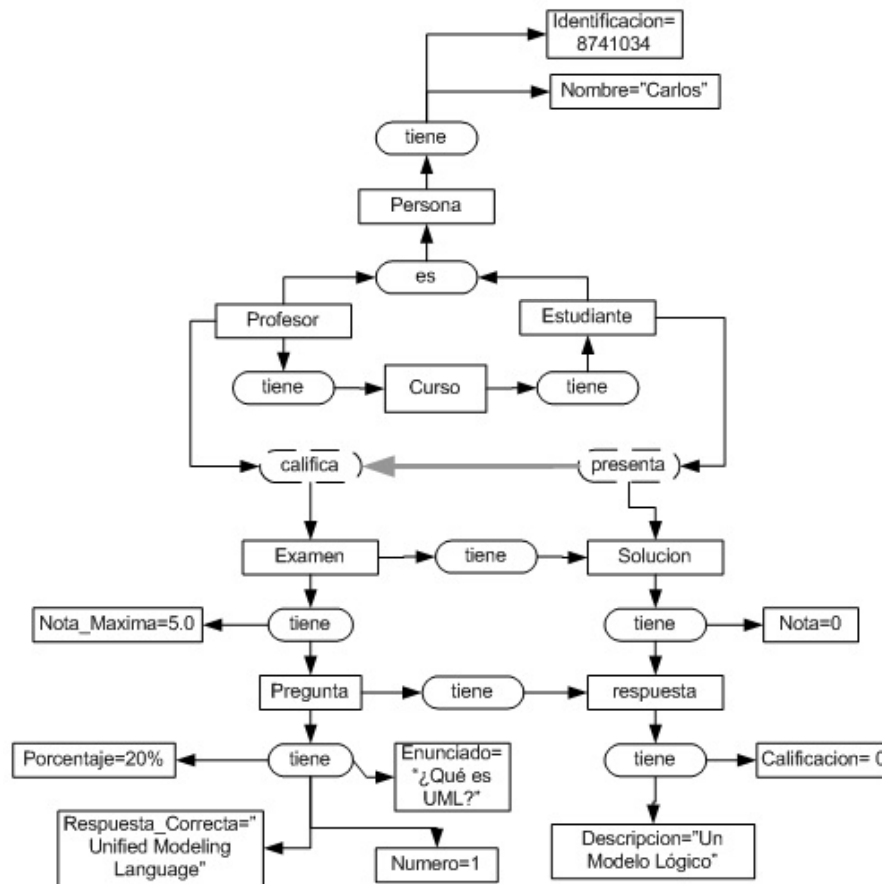 Identificacion=
8741034
Nombre="Carlos"
tiene
Persona
es
Profesor
Estudiante
tiene
Curso
tiene
califica
presenta
Examen
tiene
Solucion
Nota_Maxima=5.0
tiene
tiene
Nota=0
Pregunta
tiene
respuesta
Porcentaje=20%
tiene
Enunciado=
"¿Qué es
UML?"
tiene
Calificacion= 0
Respuesta_Correcta="
Unified Modeling
Language"
Numero=1
Descripcion="Un
Modelo Lógico"